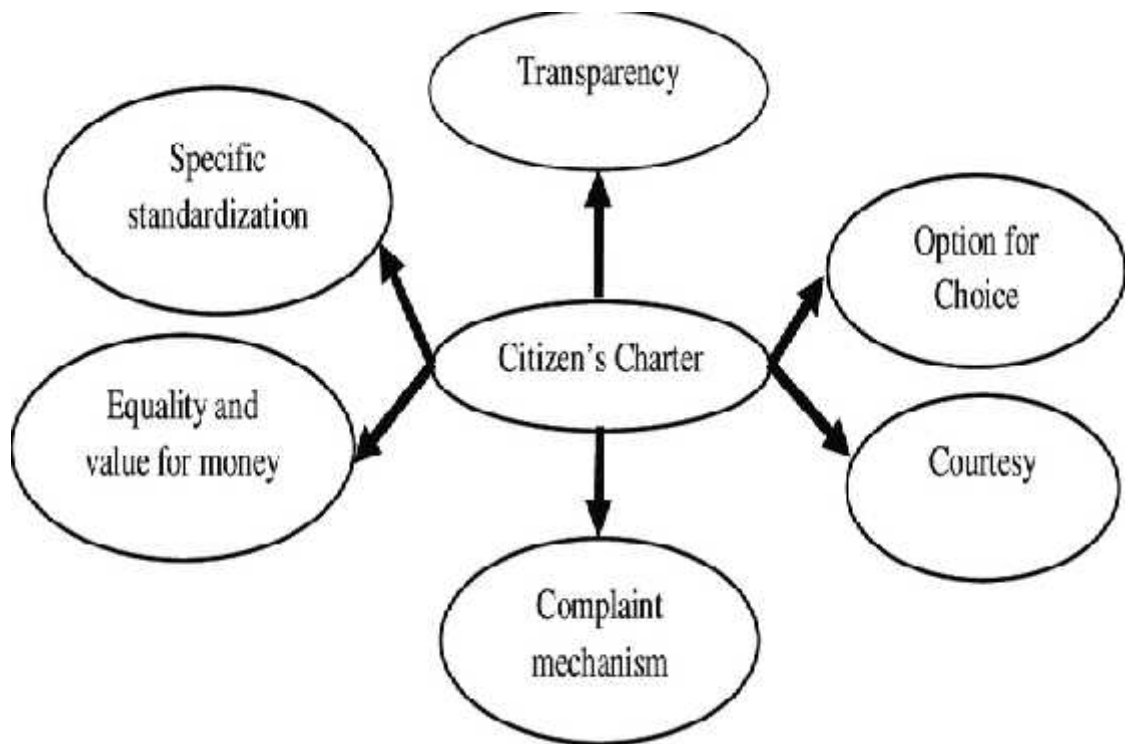 Transparency
Specific
standardization
Option for
Choice
Citizen's Charter
Equality and
value for money
Courtesy
Complaint
mechanism